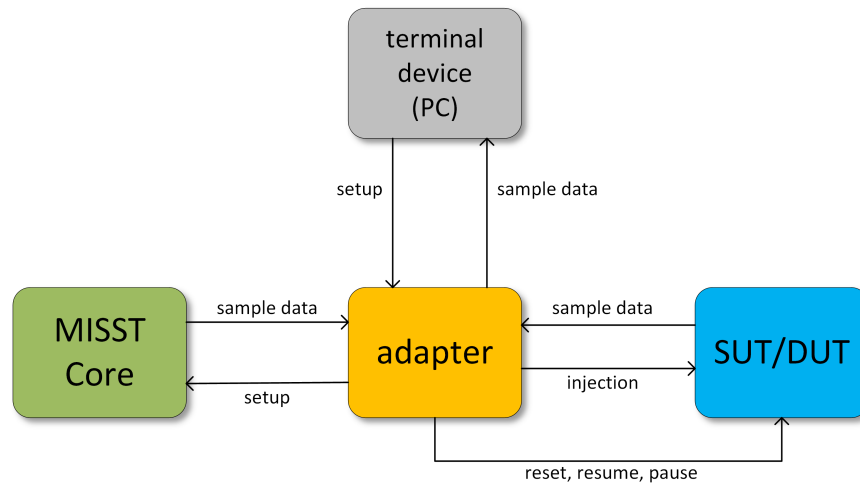 terminal
device
(PC)
setup
sample data
MISST
Core
sample data
setup
adapter
sample data
injection
SUT/DUT
reset, resume, pause